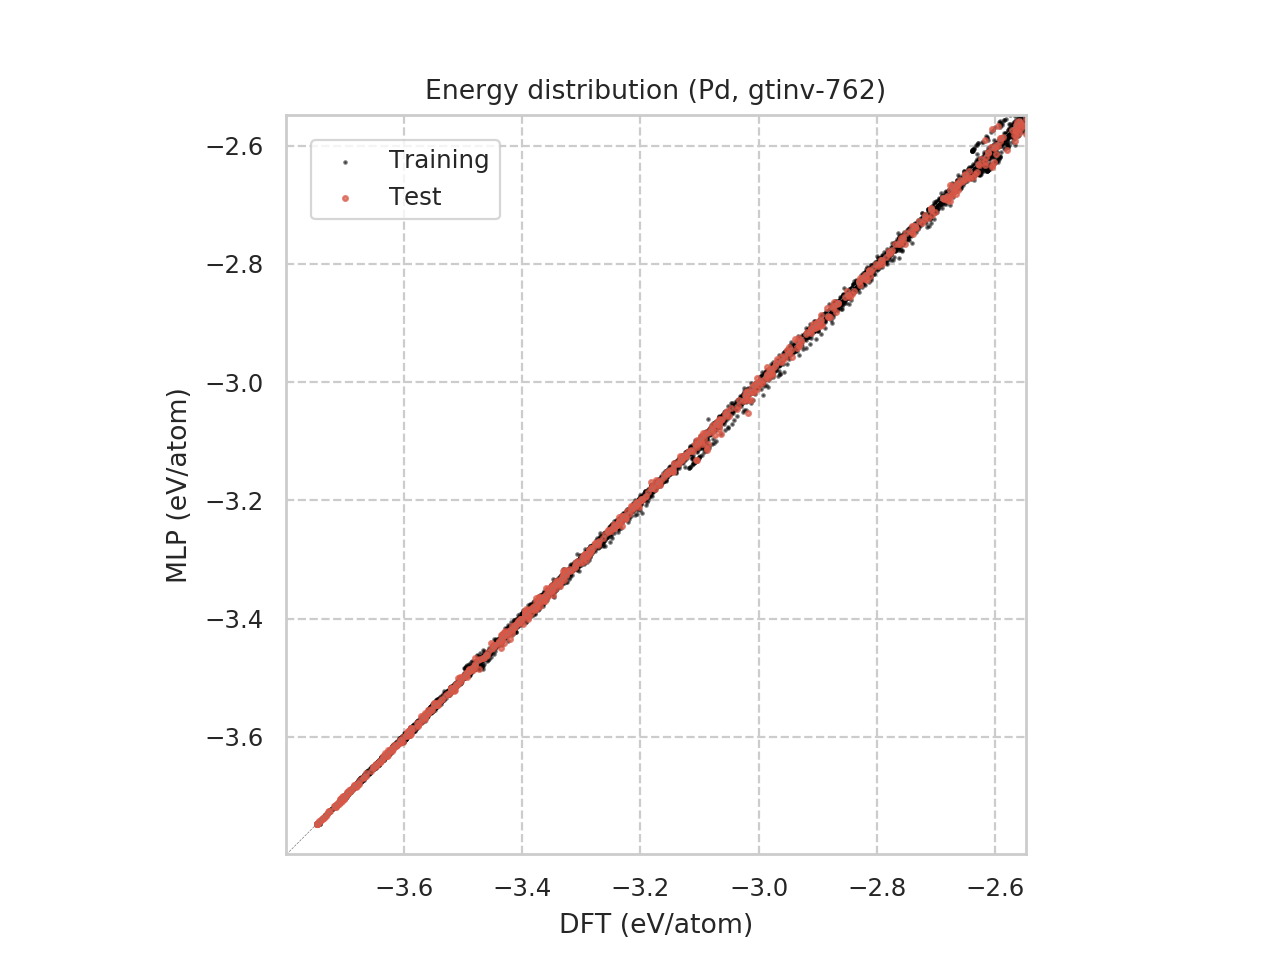 Energy distribution (Pd, gtinv-762)
Training
Test
MLP (eV/atom)
−2.6
−2.8
−3.0
−3.2
−3.4
−3.6
−3.6 −3.4 −3.2 −3.0 −2.8 −2.6
DFT (eV/atom)